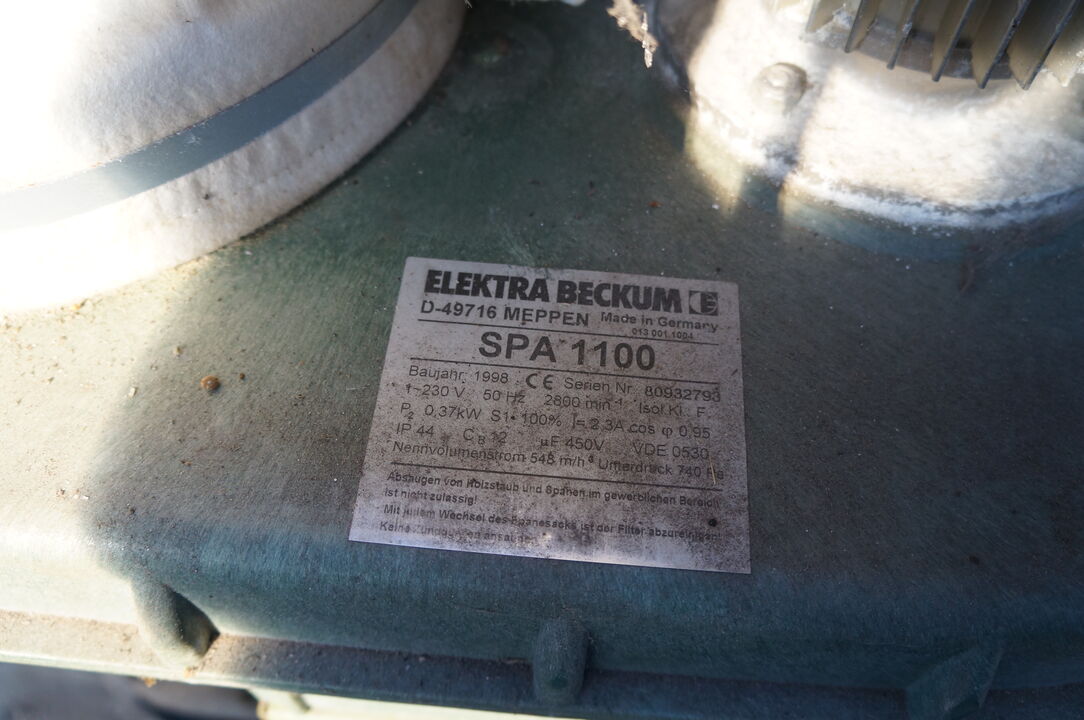 ELEKTRA BECKUM
D-49716 MEPPEN Made in Germany
013 001 1004
SPA 1100
Baujahr: 1998 CE Serien Nr. 80932793
1~230 V 50 Hz 2800 min⁻¹ Isol.Kl. F
P₂ 0,37kW S1• 100% I= 2,3A cos φ 0,95
IP 44 C B 12 µF 450V VDE 0530
Nennvolumenstrom 548 m/h³ Unterdruck 740 Pa
Absaugen von Holzstaub und Spänen im gewerblichen Bereich
ist nicht zulässig!
Mit jedem Wechsel des Spänesacks ist der Filter abzureinigen!
Keine